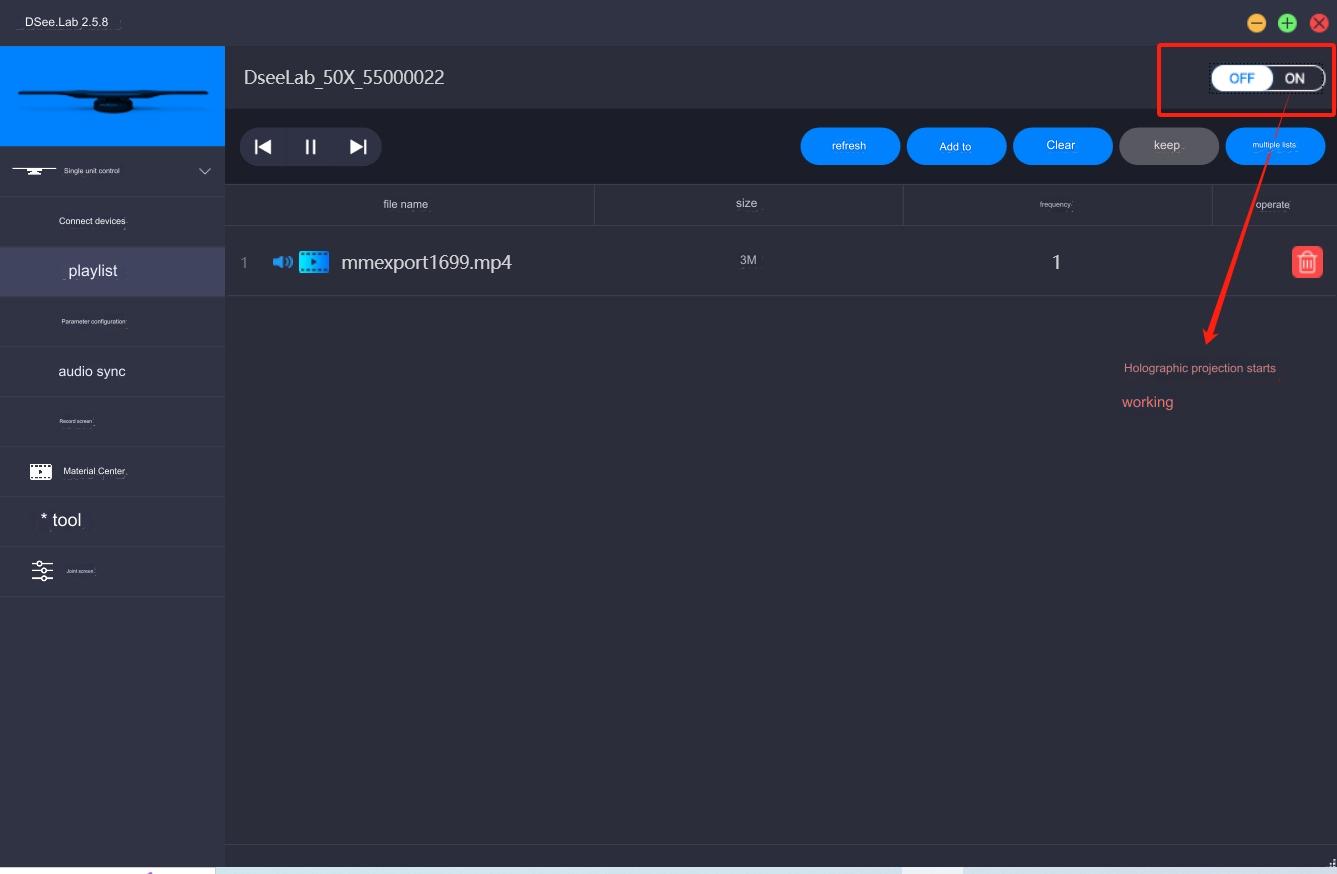 DSee.Lab 2.5.8
DseeLab_50X_55000022
OFF ON
refresh Add to Clear keep multiple lists
Single unit control
Connect devices
playlist
Parameter configuration
audio sync
Record screen
Material Center
* tool
Joint screen
file name size frequency operate
1 mmexport1699.mp4 3M 1
Holographic projection starts
working